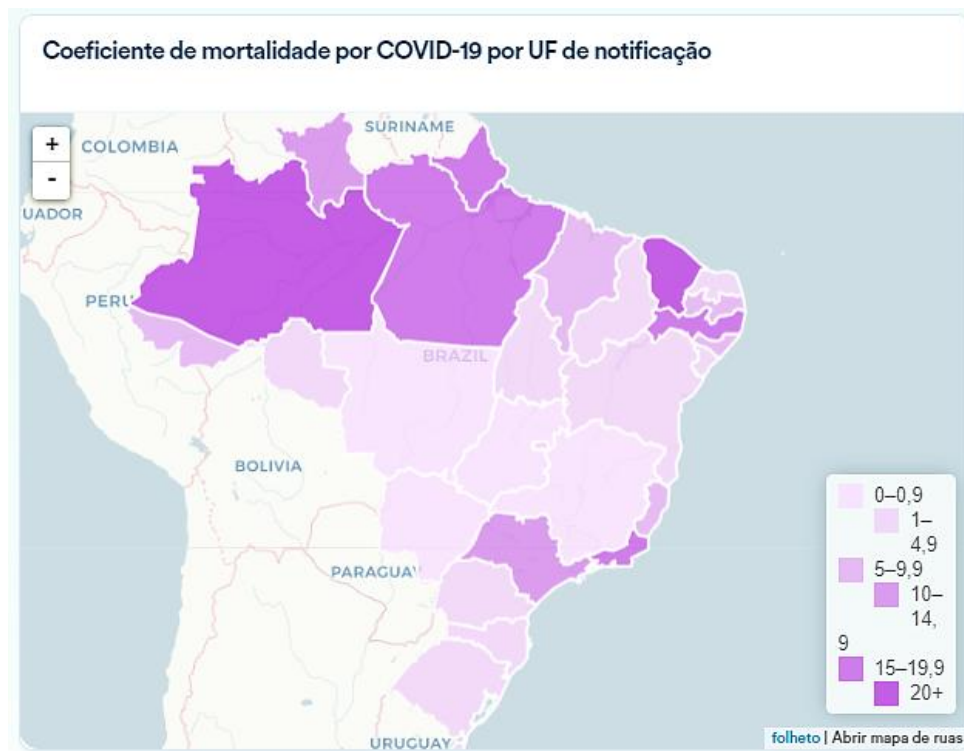 Coeficiente de mortalidade por COVID-19 por UF de notificação
+
-
SURINAME
COLOMBIA
UADOR
PERU
BRAZIL
BOLIVIA
PARAGUAY
URUGUAY
0–0,9
1–
4,9
5–9,9
10–
14,
9
15–19,9
20+
folheto | Abrir mapa de ruas